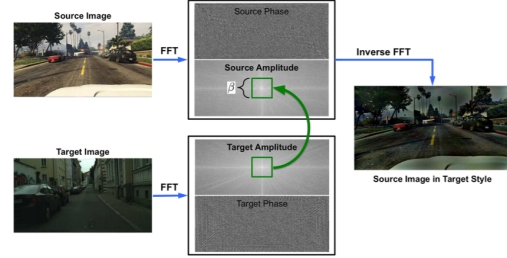 Source Image
FFT
Source Phase
Source Amplitude
β
Inverse FFT
Target Image
FFT
Target Amplitude
Target Phase
Source Image in Target Style